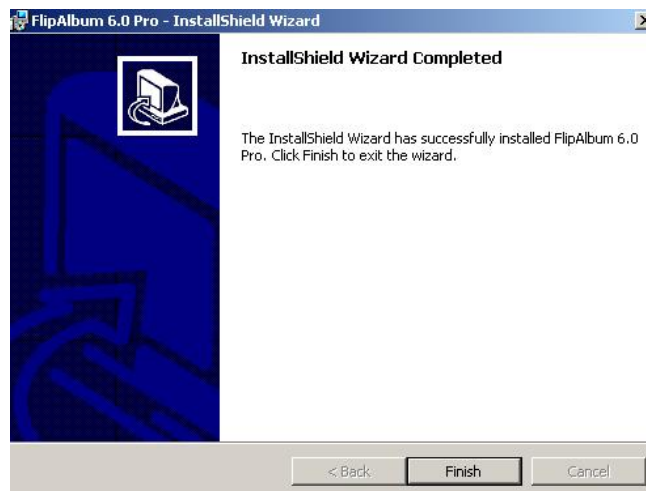 FlipAlbum 6.0 Pro - InstallShield Wizard
InstallShield Wizard Completed
The InstallShield Wizard has successfully installed FlipAlbum 6.0
Pro. Click Finish to exit the wizard.
< Back Finish Cancel